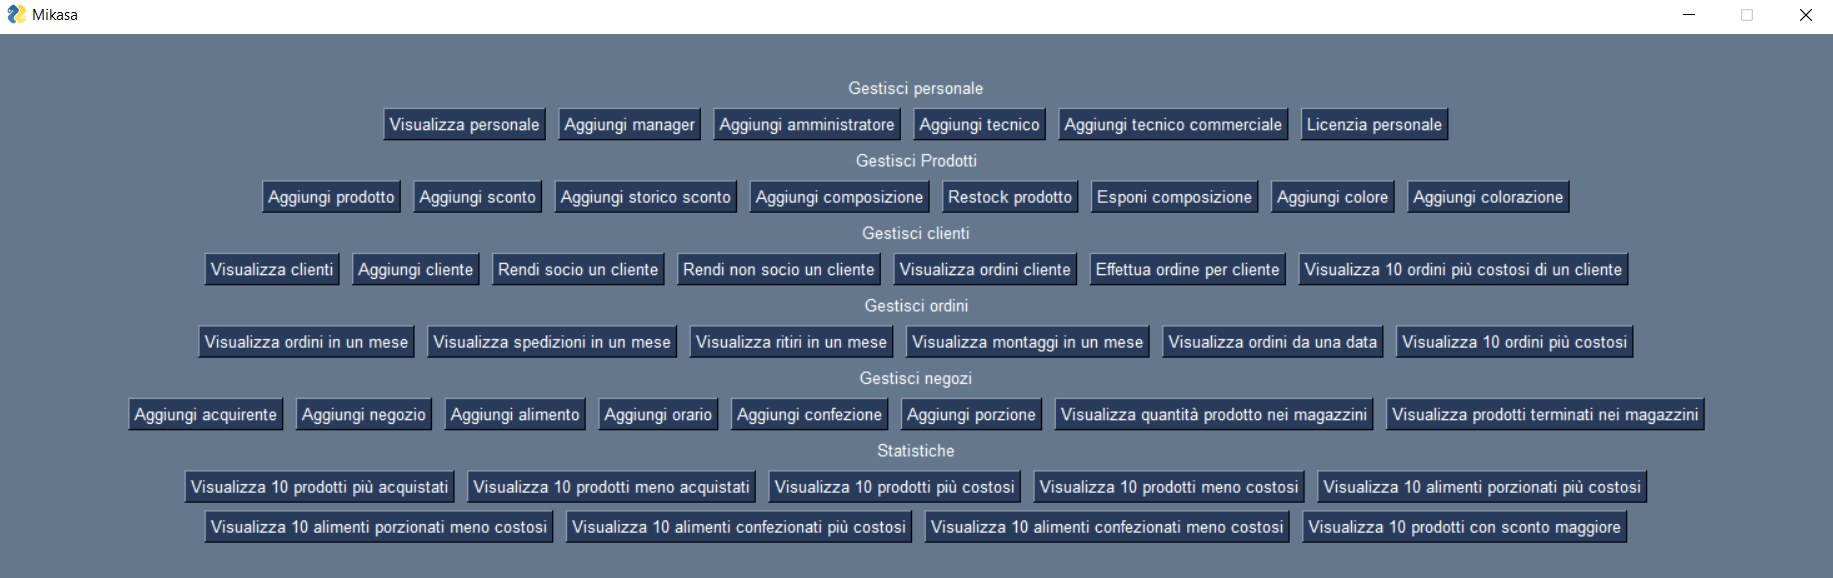 Mikasa
Gestisci personale
Visualizza personale Aggiungi manager Aggiungi amministratore Aggiungi tecnico Aggiungi tecnico commerciale Licenzia personale
Gestisci Prodotti
Aggiungi prodotto Aggiungi sconto Aggiungi storico sconto Aggiungi composizione Restock prodotto Esponi composizione Aggiungi colore Aggiungi colorazione
Gestisci clienti
Visualizza clienti Aggiungi cliente Rendi socio un cliente Rendi non socio un cliente Visualizza ordini cliente Effettua ordine per cliente Visualizza 10 ordini più costosi di un cliente
Gestisci ordini
Visualizza ordini in un mese Visualizza spedizioni in un mese Visualizza ritiri in un mese Visualizza montaggi in un mese Visualizza ordini da una data Visualizza 10 ordini più costosi
Gestisci negozi
Aggiungi acquirente Aggiungi negozio Aggiungi alimento Aggiungi orario Aggiungi confezione Aggiungi porzione Visualizza quantità prodotto nei magazzini Visualizza prodotti terminati nei magazzini
Statistiche
Visualizza 10 prodotti più acquistati Visualizza 10 prodotti meno acquistati Visualizza 10 prodotti più costosi Visualizza 10 prodotti meno costosi Visualizza 10 alimenti porzionati più costosi
Visualizza 10 alimenti porzionati meno costosi Visualizza 10 alimenti confezionati più costosi Visualizza 10 alimenti confezionati meno costosi Visualizza 10 prodotti con sconto maggiore